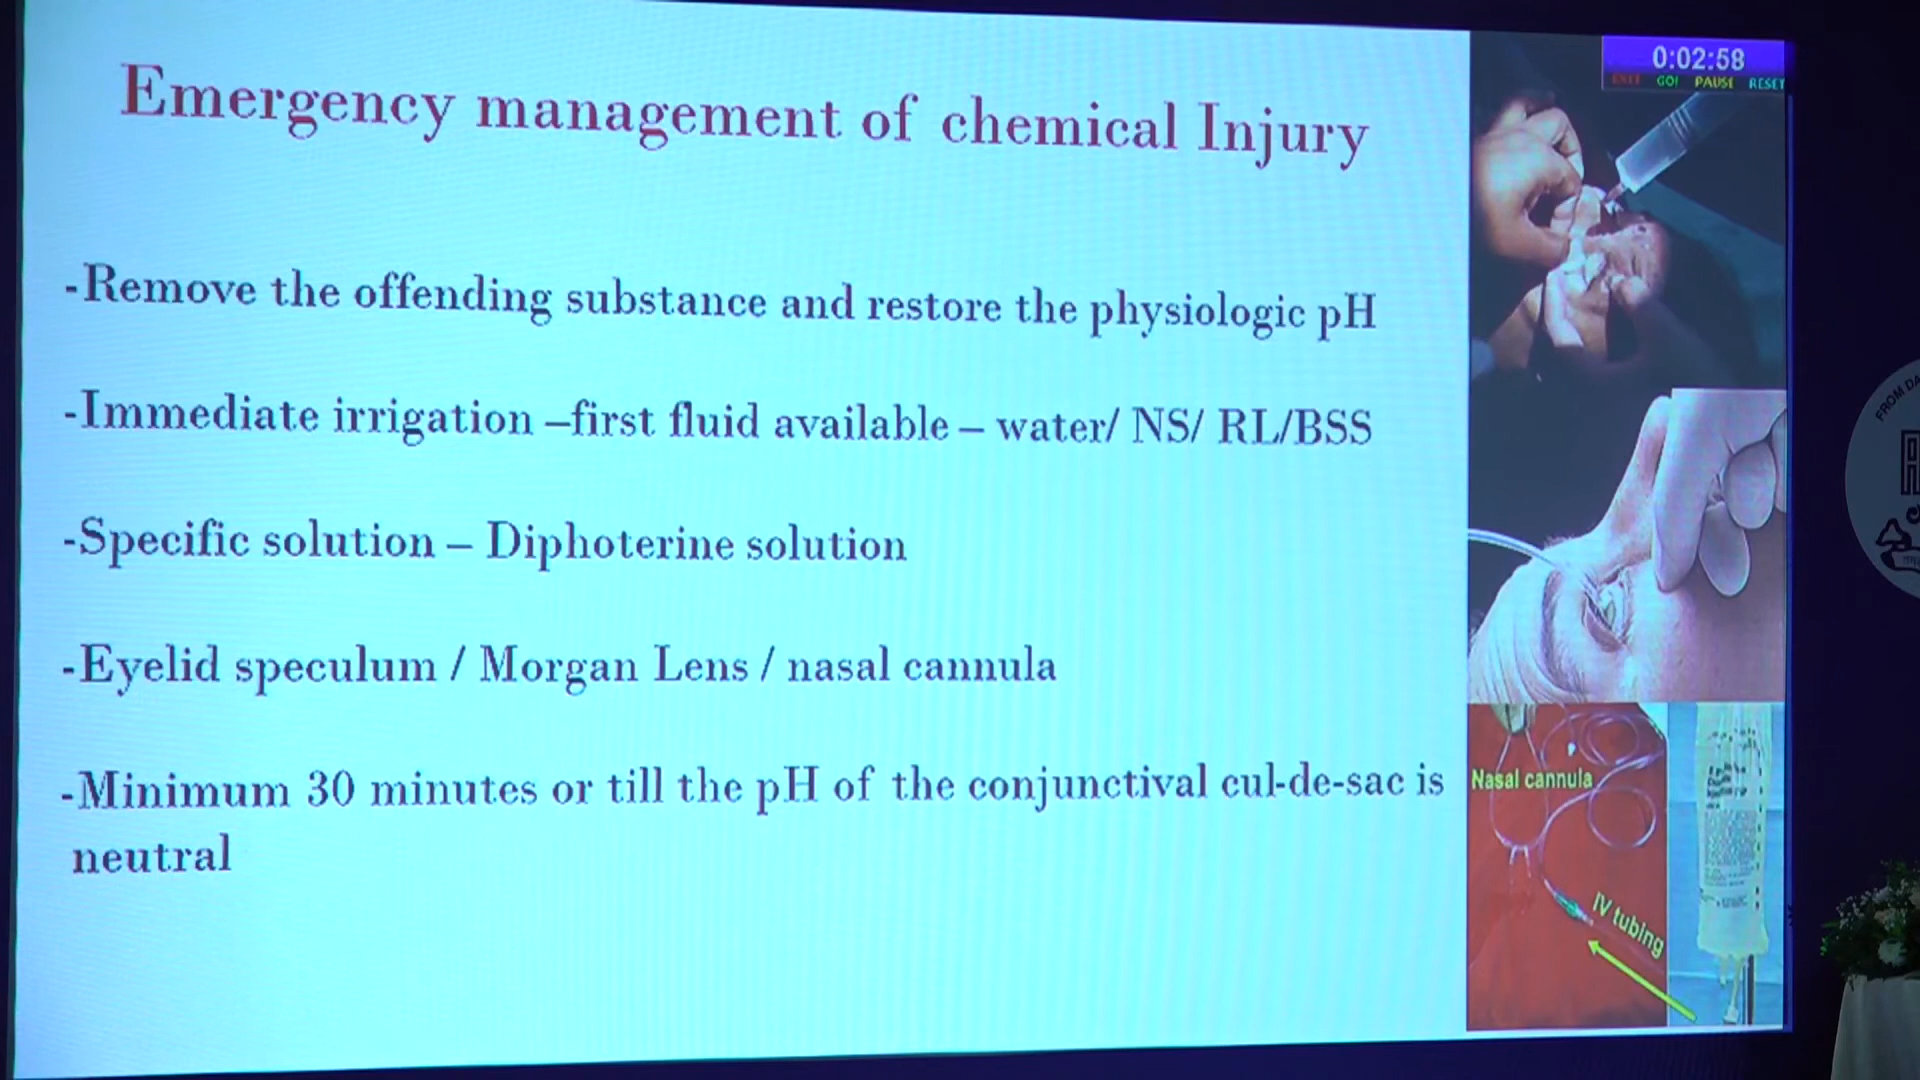 Emergency management of chemical Injury
0:02:58
EXIT GO! PAUSE RESET
-Remove the offending substance and restore the physiologic pH
-Immediate irrigation –first fluid available – water/ NS/ RL/BSS
-Specific solution – Diphoterine solution
-Eyelid speculum / Morgan Lens / nasal cannula
-Minimum 30 minutes or till the pH of the conjunctival cul-de-sac is
neutral
Nasal cannula
IV tubing
FROM DA